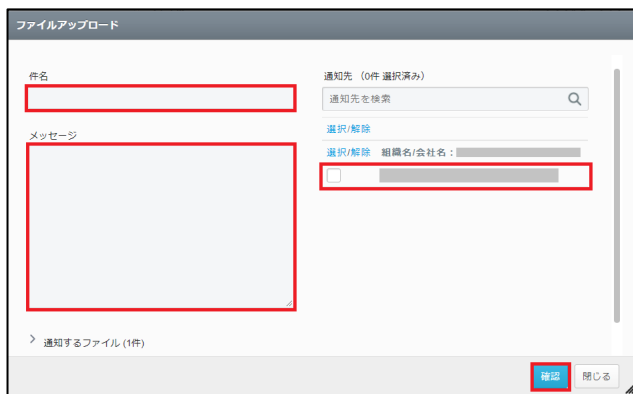 ファイルアップロード
件名
メッセージ
通知するファイル (1件)
通知先 （0件 選択済み）
通知先を検索
選択/解除
選択/解除 組織名/会社名：
確認 閉じる